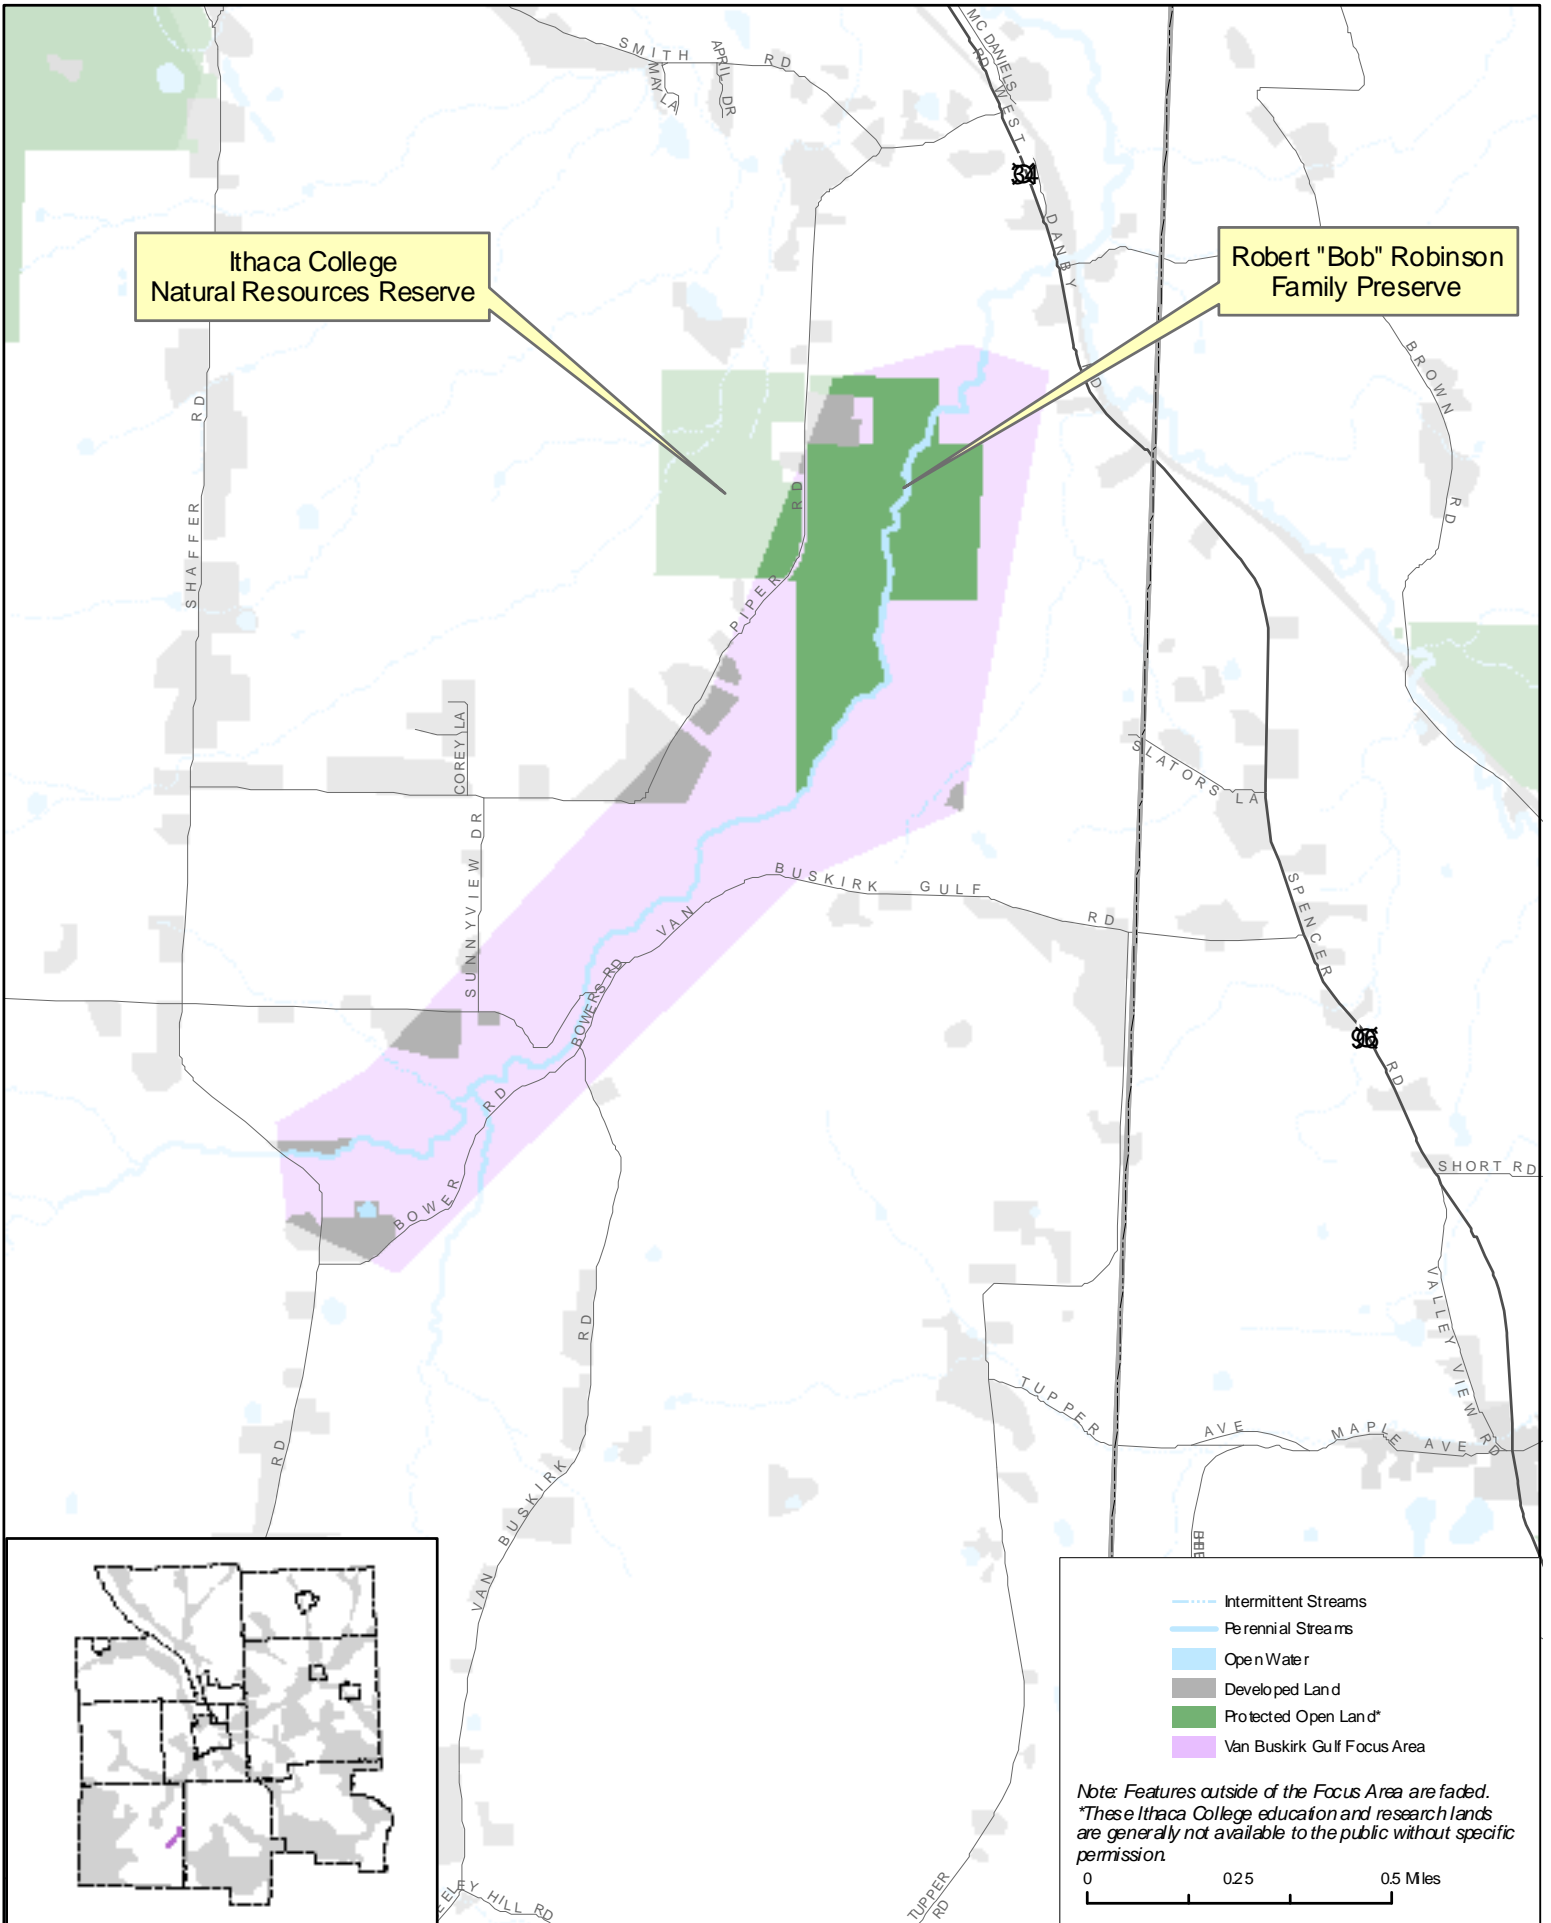 SMITH RD
MAY LA
APRIL DR
MC DANIELS
RD
WEST
DANBY
RD
Ithaca College
Natural Resources Reserve
Robert "Bob" Robinson
Family Preserve
BROWN
RD
SHAFFER RD
RD
PIPER
COREY LA
SUNNYVIEW DR
SLATORS LA
BUSKIRK GULF
RD
VAN
BOWERS RD
RD
BOWER
SPENCER
RD
SHORT RD
VALLEY VIEW RD
RD
RD
VAN BUSKIRK
TUPPER
AVE
MAPLE AVE
TUPPER
RD
HILL RD
Intermittent Streams
Perennial Streams
Open Water
Developed Land
Protected Open Land*
Van Buskirk Gulf Focus Area
Note: Features outside of the Focus Area are faded.
*These Ithaca College education and research lands
are generally not available to the public without specific
permission.
0 0.25 0.5 Miles